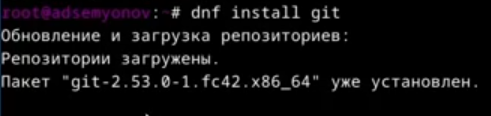 root@adsemyonov:~# dnf install git
Обновление и загрузка репозиториев:
Репозитории загружены.
Пакет "git-2.53.0-1.fc42.x86_64" уже установлен.